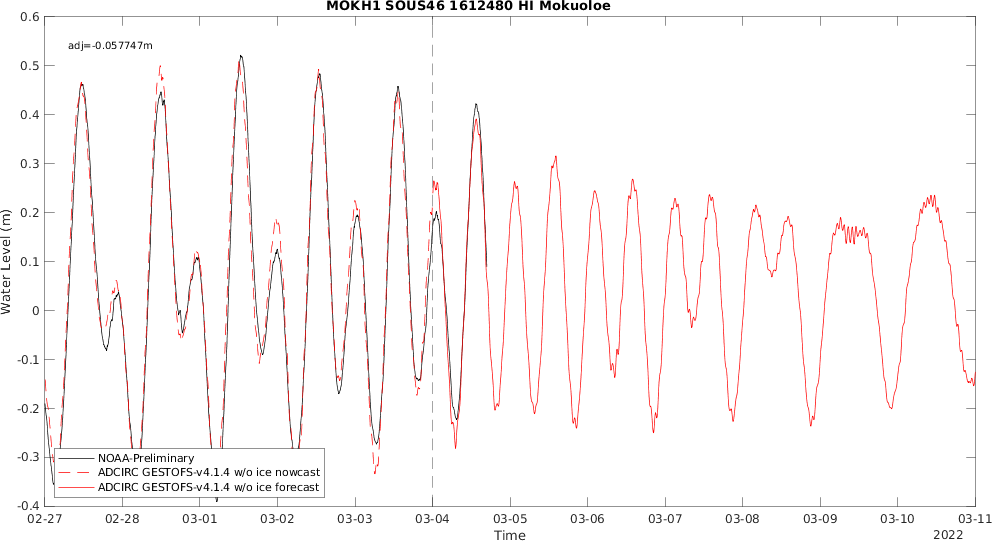 MOKH1 SOUS46 1612480 HI Mokuoloe
adj=-0.057747m
Water Level (m)
0.6
0.5
0.4
0.3
0.2
0.1
0
-0.1
-0.2
-0.3
-0.4
NOAA-Preliminary
ADCIRC GESTOFS-v4.1.4 w/o ice nowcast
ADCIRC GESTOFS-v4.1.4 w/o ice forecast
02-27 02-28 03-01 03-02 03-03 03-04 03-05 03-06 03-07 03-08 03-09 03-10 03-11
Time
2022